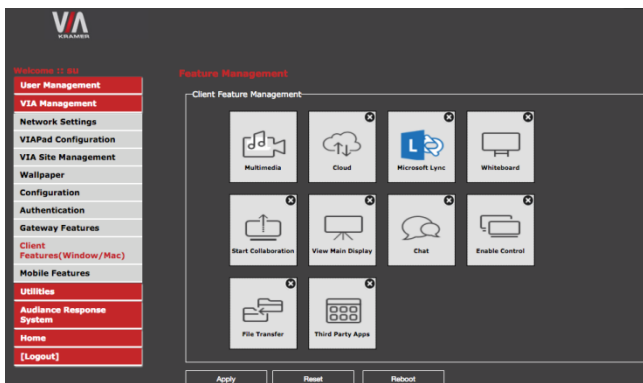 VIA
KRAMER
Welcome :: SU
User Management
VIA Management
Network Settings
VIAPad Configuration
VIA Site Management
Wallpaper
Configuration
Authentication
Gateway Features
Client
Features(Window/Mac)
Mobile Features
Utilities
Audiance Response
System
Home
[Logout]
Feature Management
Client Feature Management
Multimedia
Cloud
Microsoft Lync
Whiteboard
Start Collaboration
View Main Display
Chat
Enable Control
File Transfer
Third Party Apps
Apply
Reset
Reboot